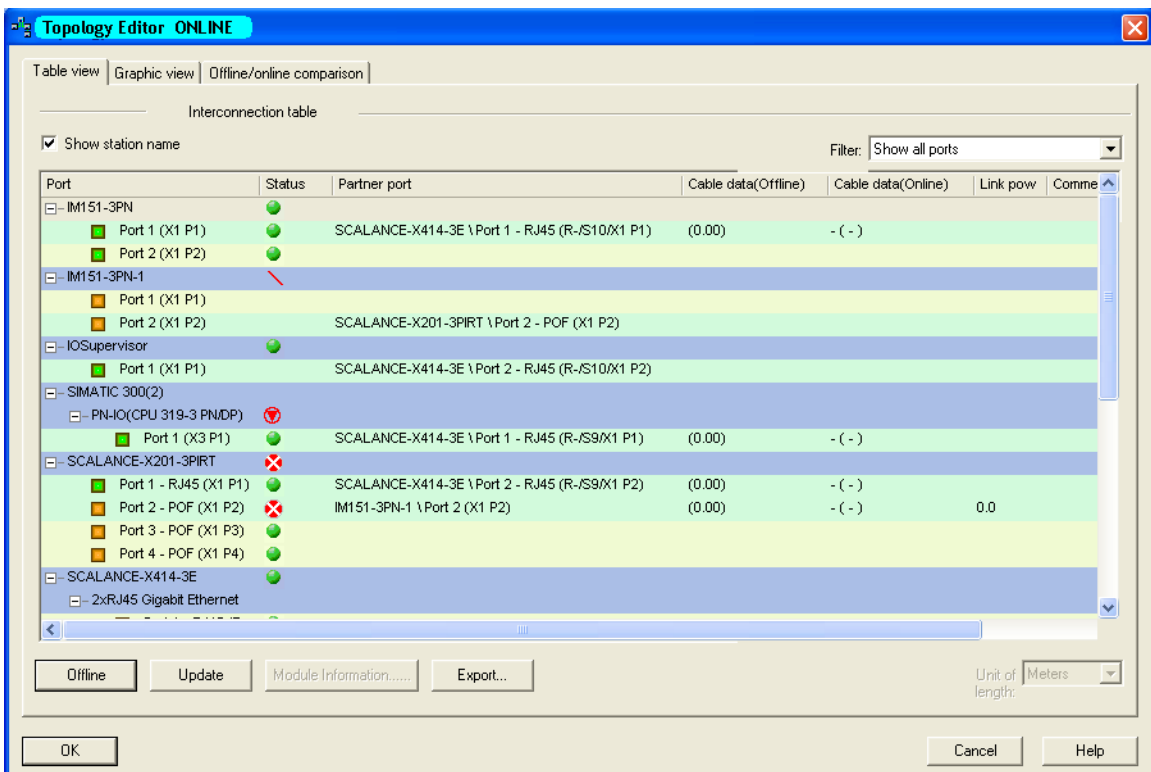 Topology Editor ONLINE
Table view Graphic view Offline/online comparison
Interconnection table
Show station name
Filter: Show all ports
Port Status Partner port Cable data(Offline) Cable data(Online) Link pow Comme
IM151-3PN
Port 1 (X1 P1) SCALANCE-X414-3E \ Port 1 - RJ45 (R-/S10/X1 P1) (0.00) - ( - )
Port 2 (X1 P2)
IM151-3PN-1
Port 1 (X1 P1)
Port 2 (X1 P2) SCALANCE-X201-3PIRT \ Port 2 - POF (X1 P2)
IOSupervisor
Port 1 (X1 P1) SCALANCE-X414-3E \ Port 2 - RJ45 (R-/S10/X1 P2)
SIMATIC 300(2)
PN-IO(CPU 319-3 PN/DP)
Port 1 (X3 P1) SCALANCE-X414-3E \ Port 1 - RJ45 (R-/S9/X1 P1) (0.00) - ( - )
SCALANCE-X201-3PIRT
Port 1 - RJ45 (X1 P1) SCALANCE-X414-3E \ Port 2 - RJ45 (R-/S9/X1 P2) (0.00) - ( - )
Port 2 - POF (X1 P2) IM151-3PN-1 \ Port 2 (X1 P2) (0.00) - ( - ) 0.0
Port 3 - POF (X1 P3)
Port 4 - POF (X1 P4)
SCALANCE-X414-3E
2xRJ45 Gigabit Ethernet
Offline Update Module Information...... Export...
Unit of length: Meters
OK Cancel Help